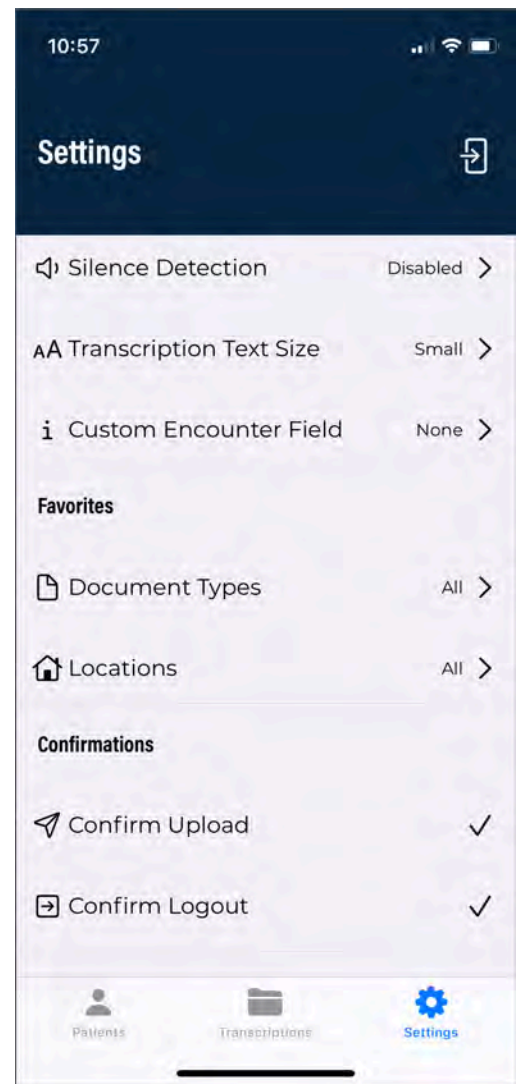 10:57
Settings
Silence Detection Disabled
AA Transcription Text Size Small
i Custom Encounter Field None
Favorites
Document Types All
Locations All
Confirmations
Confirm Upload
Confirm Logout
Patients Transcriptions Settings